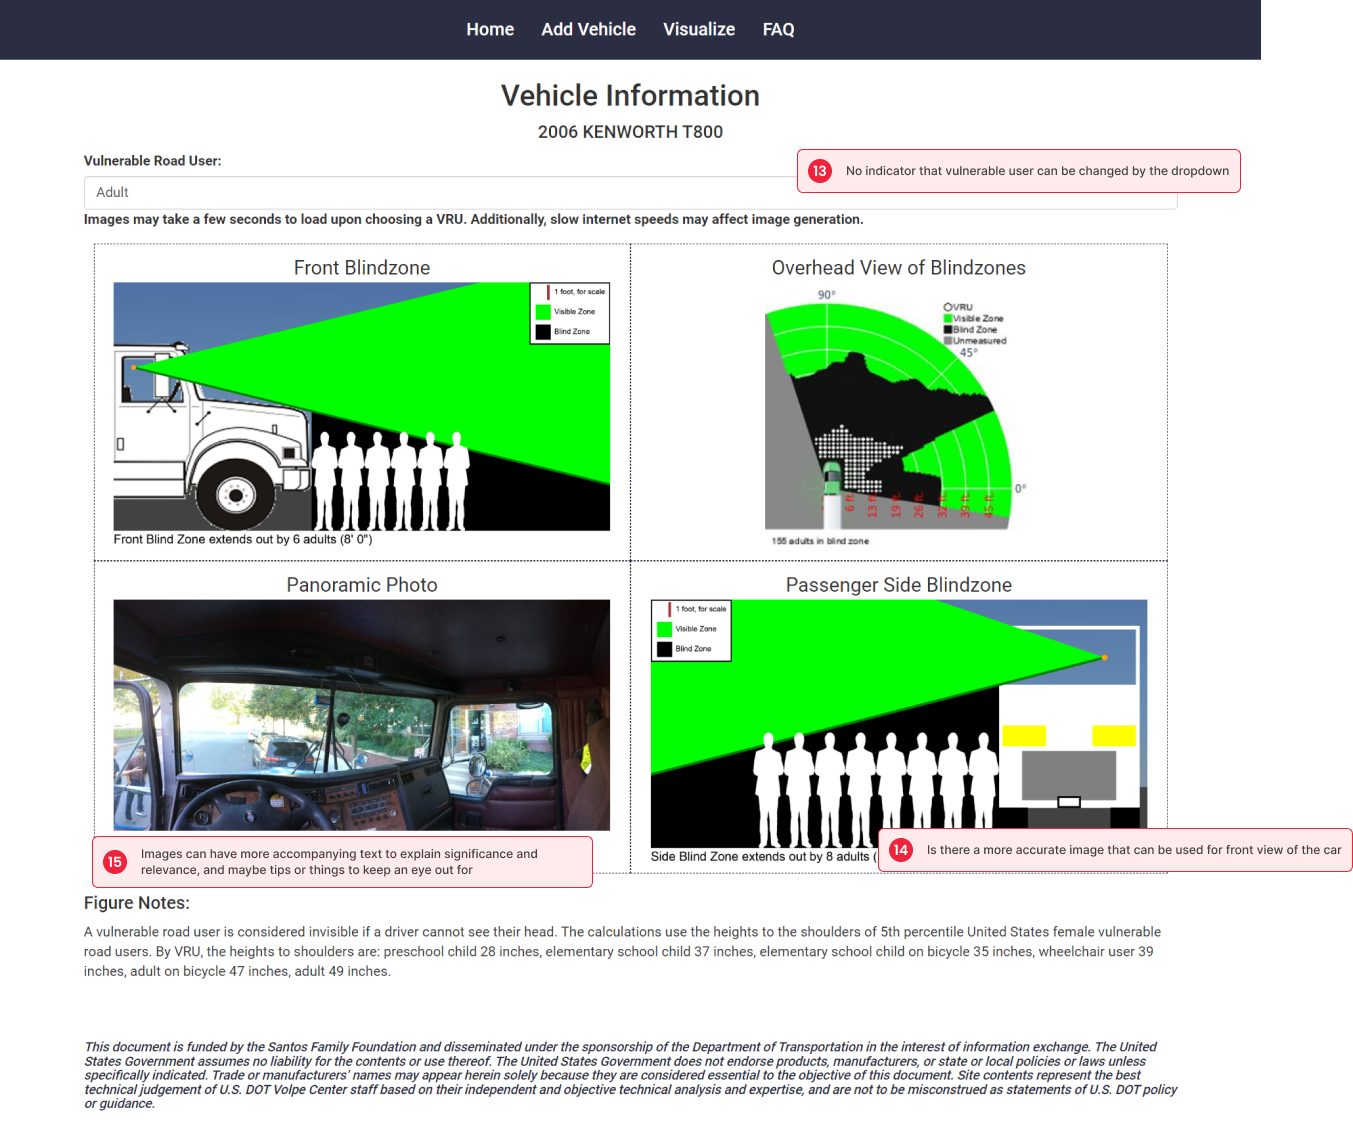 Home Add Vehicle Visualize FAQ
Vehicle Information
2006 KENWORTH T800
Vulnerable Road User:
13 No indicator that vulnerable user can be changed by the dropdown
Adult
Images may take a few seconds to load upon choosing a VRU. Additionally, slow internet speeds may affect image generation.
Front Blindzone
1 foot, for scale
Visible Zone
Blind Zone
Front Blind Zone extends out by 6 adults (8' 0")
Overhead View of Blindzones
90°
VRU
Visible Zone
Blind Zone
Unmeasured
45°
0°
6 ft.
13 ft.
19 ft.
26 ft.
32 ft.
39 ft.
45 ft.
155 adults in blind zone
Panoramic Photo
Passenger Side Blindzone
1 foot, for scale
Visible Zone
Blind Zone
Side Blind Zone extends out by 8 adults (
14 Is there a more accurate image that can be used for front view of the car
15 Images can have more accompanying text to explain significance and
relevance, and maybe tips or things to keep an eye out for
Figure Notes:
A vulnerable road user is considered invisible if a driver cannot see their head. The calculations use the heights to the shoulders of 5th percentile United States female vulnerable
road users. By VRU, the heights to shoulders are: preschool child 28 inches, elementary school child 37 inches, elementary school child on bicycle 35 inches, wheelchair user 39
inches, adult on bicycle 47 inches, adult 49 inches.
This document is funded by the Santos Family Foundation and disseminated under the sponsorship of the Department of Transportation in the interest of information exchange. The United
States Government assumes no liability for the contents or use thereof. The United States Government does not endorse products, manufacturers, or state or local policies or laws unless
specifically indicated. Trade or manufacturers' names may appear herein solely because they are considered essential to the objective of this document. Site contents represent the best
technical judgement of U.S. DOT Volpe Center staff based on their independent and objective technical analysis and expertise, and are not to be misconstrued as statements of U.S. DOT policy
or guidance.